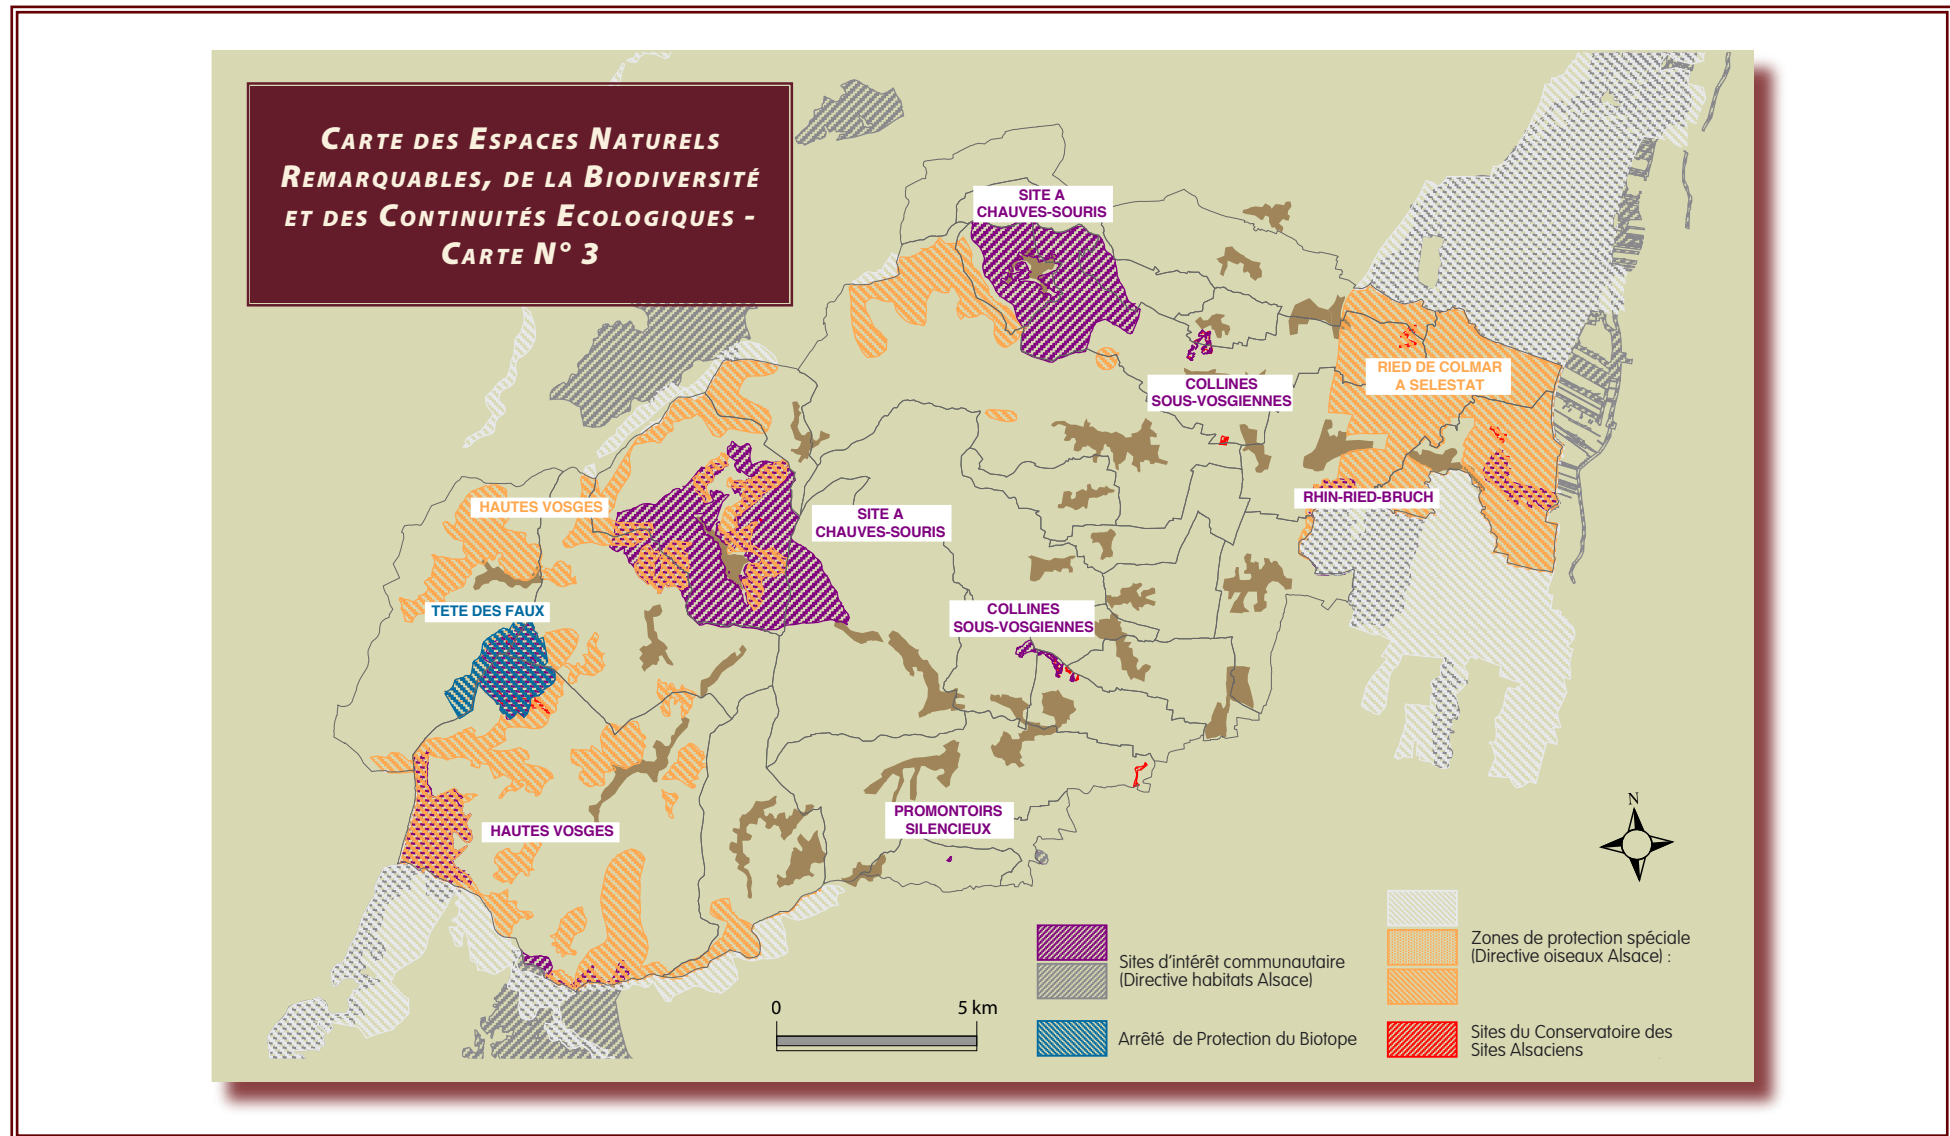 CARTE DES ESPACES NATURELS
REMARQUABLES, DE LA BIODIVERSITÉ
ET DES CONTINUITÉS ECOLOGIQUES -
CARTE N° 3
SITE A
CHAUVES-SOURIS
COLLINES
SOUS-VOSGIENNES
RIED DE COLMAR
A SELESTAT
HAUTES VOSGES
SITE A
CHAUVES-SOURIS
RHIN-RIED-BRUCH
TETE DES FAUX
COLLINES
SOUS-VOSGIENNES
HAUTES VOSGES
PROMONTOIRS
SILENCIEUX
N
0 5 km
Sites d'intérêt communautaire
(Directive habitats Alsace)
Arrêté de Protection du Biotope
Zones de protection spéciale
(Directive oiseaux Alsace) :
Sites du Conservatoire des
Sites Alsaciens